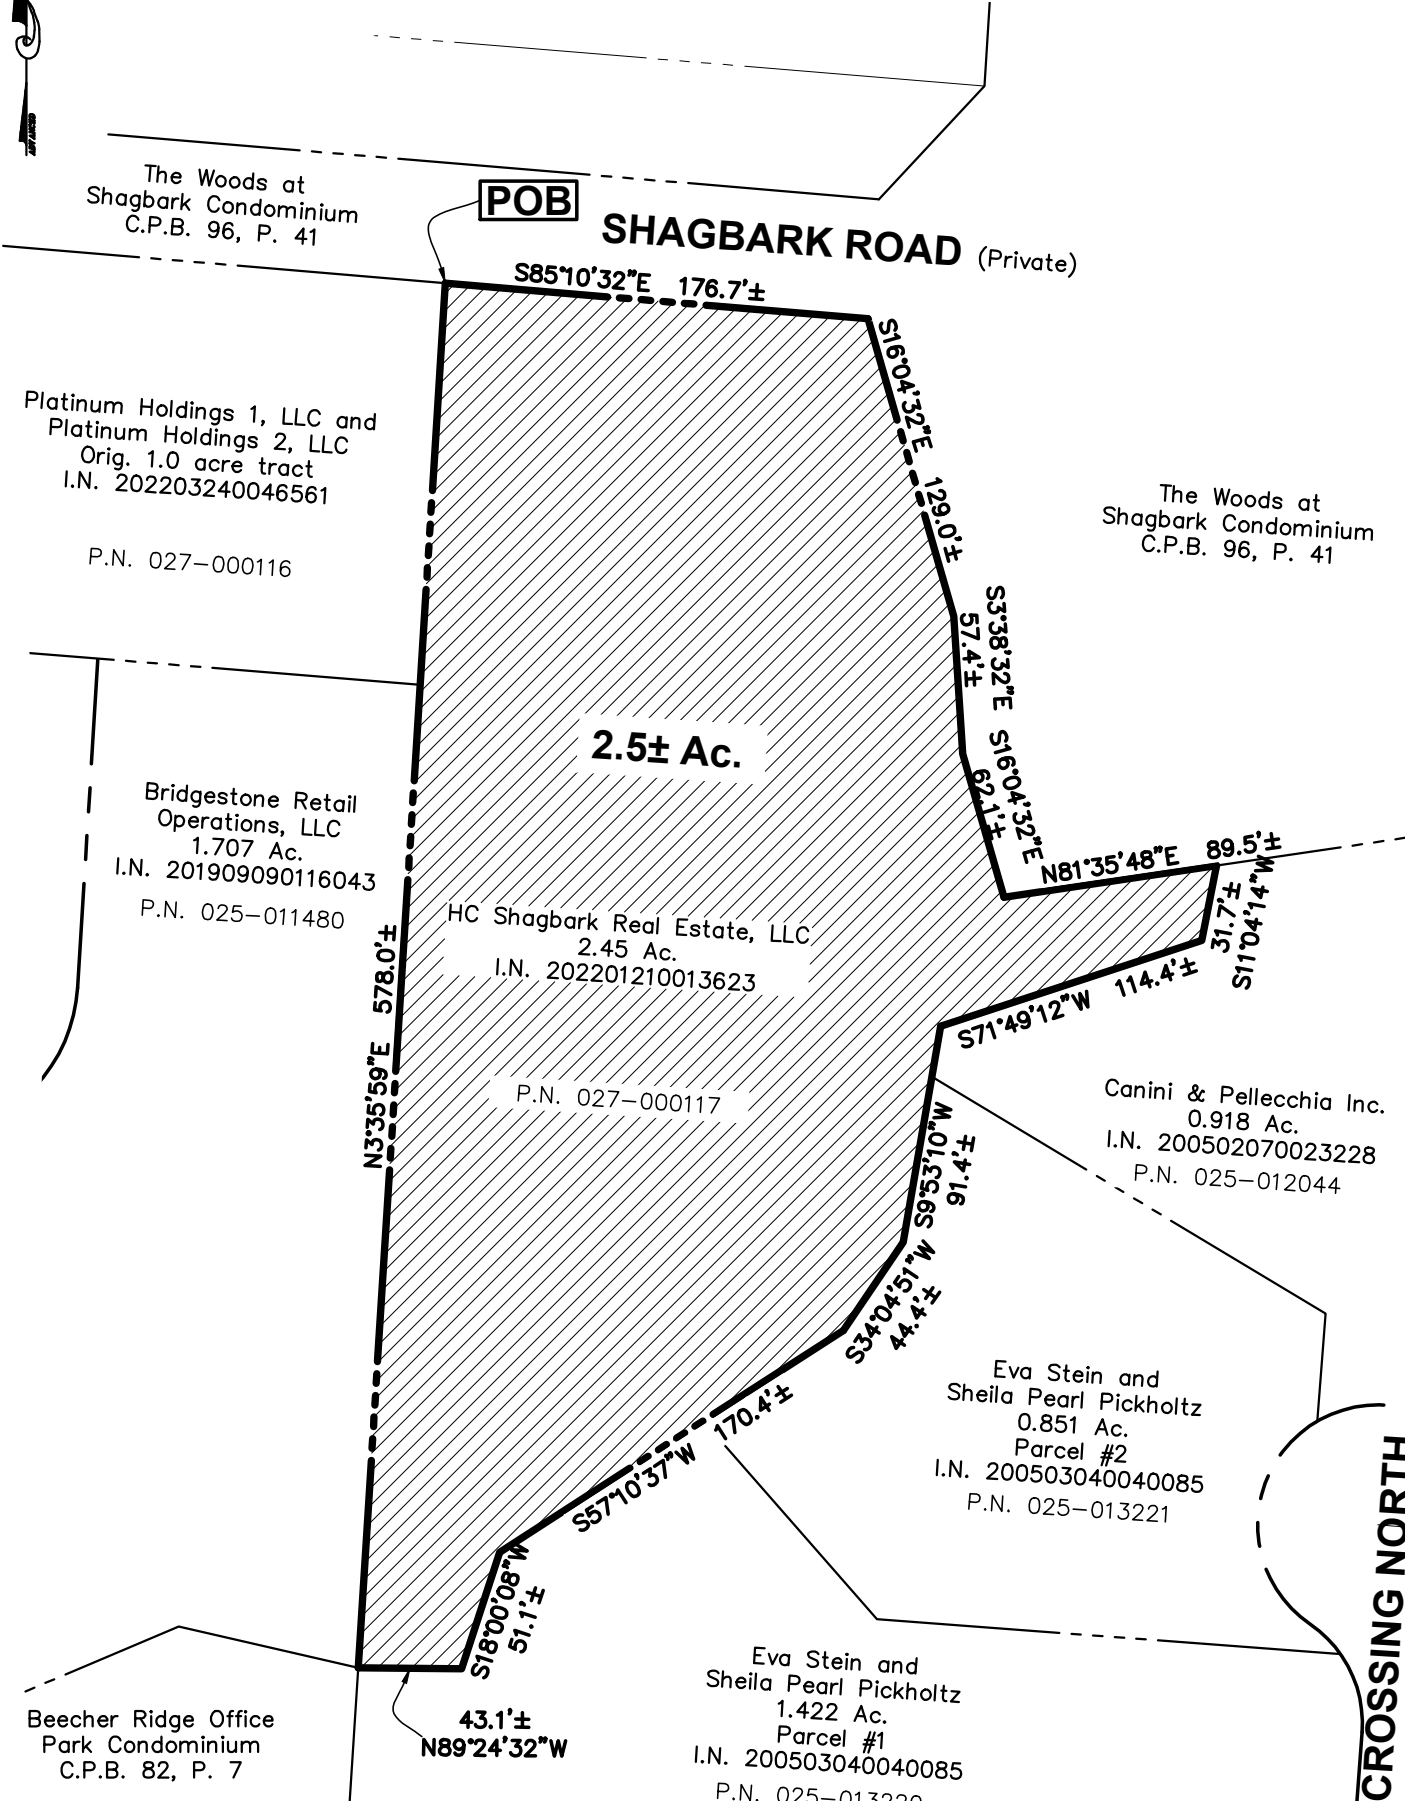 The Woods at
Shagbark Condominium
C.P.B. 96, P. 41
POB
SHAGBARK ROAD (Private)
S85°10'32"E 176.7'±
S16°04'32"E 129.0'±
Platinum Holdings 1, LLC and
Platinum Holdings 2, LLC
Orig. 1.0 acre tract
I.N. 202203240046561
P.N. 027-000116
The Woods at
Shagbark Condominium
C.P.B. 96, P. 41
S3°38'32"E
57.4'±
2.5± Ac.
S16°04'32"E
62.1'±
Bridgestone Retail
Operations, LLC
1.707 Ac.
I.N. 201909090116043
P.N. 025-011480
N81°35'48"E 89.5'±
31.7'±
S11°04'14"W
HC Shagbark Real Estate, LLC
2.45 Ac.
I.N. 202201210013623
S71°49'12"W 114.4'±
N3°35'59"E 578.0'±
P.N. 027-000117
Canini & Pellecchia Inc.
0.918 Ac.
I.N. 200502070023228
P.N. 025-012044
S9°53'10"W
91.4'±
S34°04'51"W
44.4'±
Eva Stein and
Sheila Pearl Pickholtz
0.851 Ac.
Parcel #2
I.N. 200503040040085
P.N. 025-013221
S57°10'37"W 170.4'±
CROSSING NORTH
S18°00'08"W
51.1'±
Eva Stein and
Sheila Pearl Pickholtz
1.422 Ac.
Parcel #1
I.N. 200503040040085
P.N. 025-013220
43.1'±
N89°24'32"W
Beecher Ridge Office
Park Condominium
C.P.B. 82, P. 7